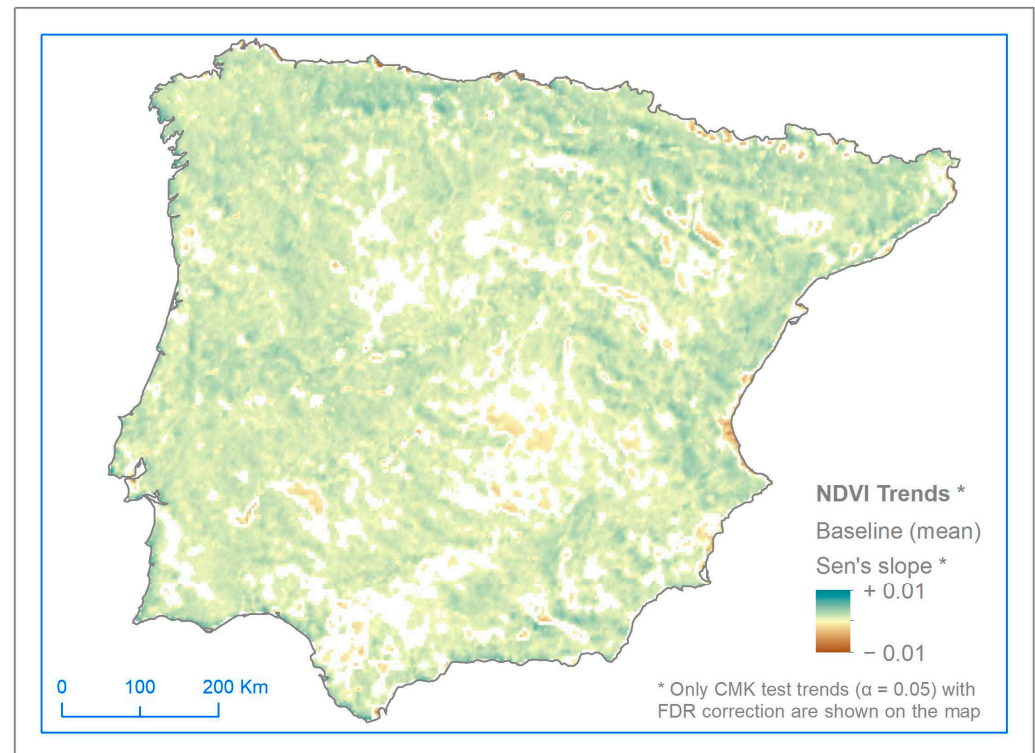 NDVI Trends *
Baseline (mean)
Sen's slope *
+ 0.01
− 0.01
0 100 200 Km
* Only CMK test trends (α = 0.05) with
FDR correction are shown on the map